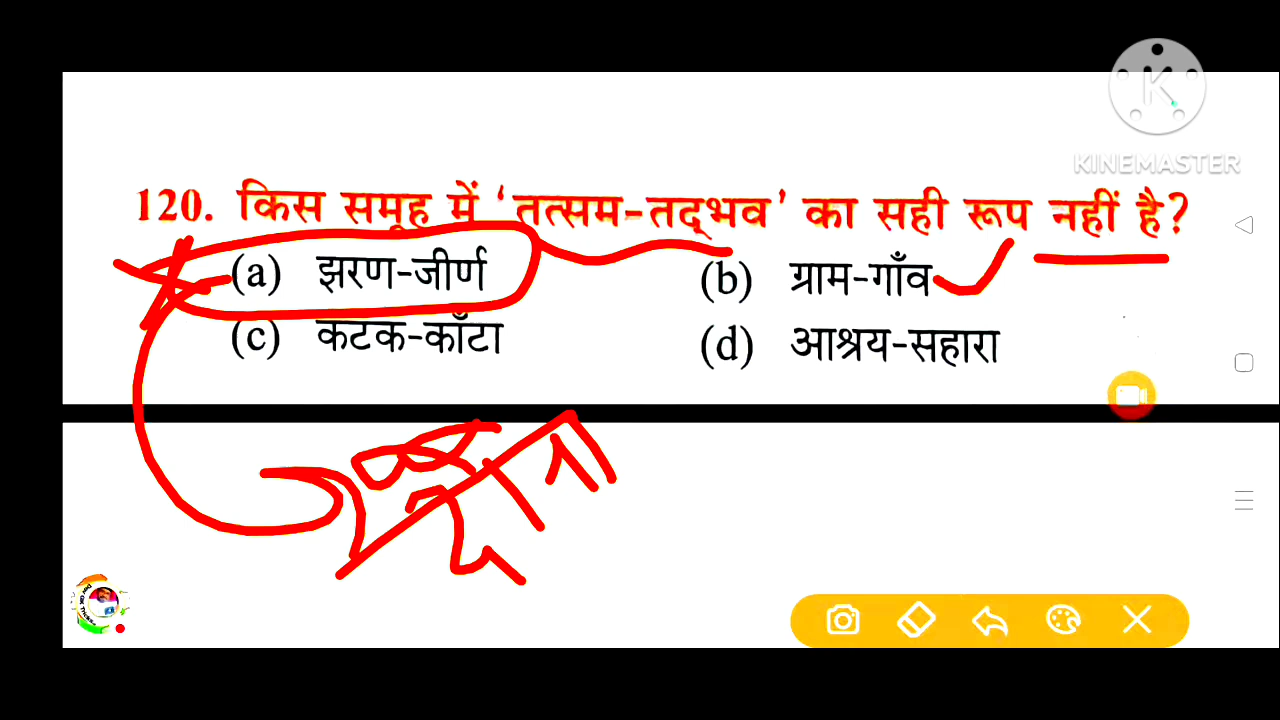 KINEMASTER
120. किस समूह में ‘तत्सम-तद्भव’ का सही रूप नहीं है?
(a) झरण-जीर्ण (b) ग्राम-गाँव
(c) कटक-काँटा (d) आश्रय-सहारा